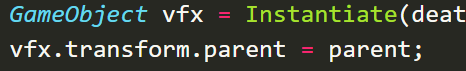 GameObject vfx = Instantiate(deat
vfx.transform.parent = parent;